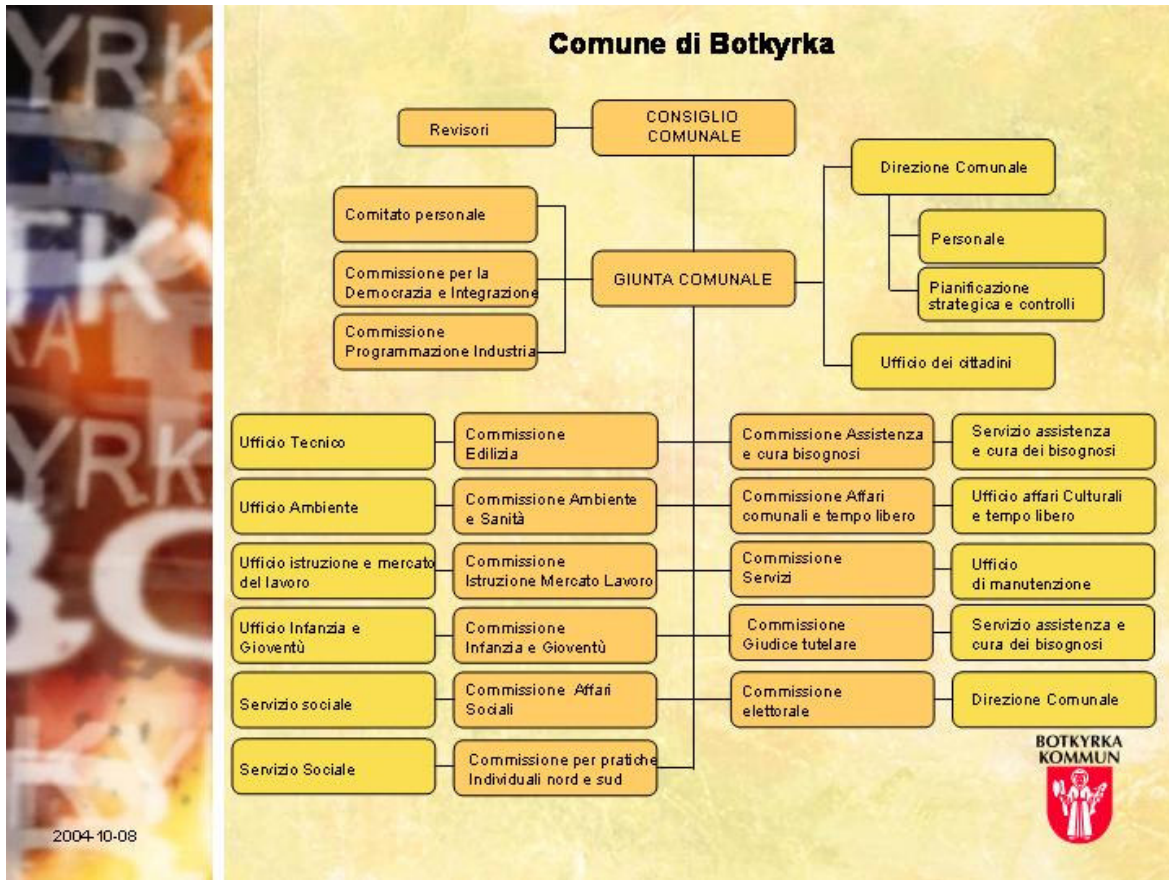 Comune di Botkyrka
CONSIGLIO
COMUNALE
Revisori
Direzione Comunale
Comitato personale
Personale
Commissione per la
Democrazia e Integrazione
GIUNTA COMUNALE
Pianificazione
strategica e controlli
Commissione
Programmazione Industria
Ufficio dei cittadini
Ufficio Tecnico
Commissione
Edilizia
Commissione Assistenza
e cura bisognosi
Servizio assistenza
e cura dei bisognosi
Ufficio Ambiente
Commissione Ambiente
e Sanità
Commissione Affari
comunali e tempo libero
Ufficio affari Culturali
e tempo libero
Ufficio istruzione e mercato
del lavoro
Commissione
Istruzione Mercato Lavoro
Commissione
Servizi
Ufficio
di manutenzione
Ufficio Infanzia e
Gioventù
Commissione
Infanzia e Gioventù
Commissione
Giudice tutelare
Servizio assistenza e
cura dei bisognosi
Servizio sociale
Commissione Affari
Sociali
Commissione
elettorale
Direzione Comunale
Servizio Sociale
Commissione per pratiche
Individuali nord e sud
BOTKYRKA
KOMMUN
2004-10-08